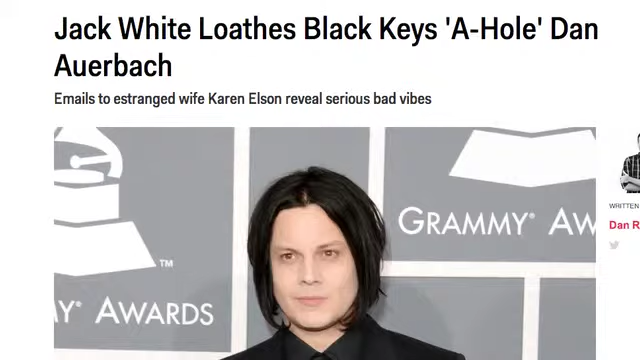 Jack White Loathes Black Keys 'A-Hole' Dan
Auerbach
Emails to estranged wife Karen Elson reveal serious bad vibes
GRAMMY® AW
WRITTEN
Dan R
TM
Y® AWARDS